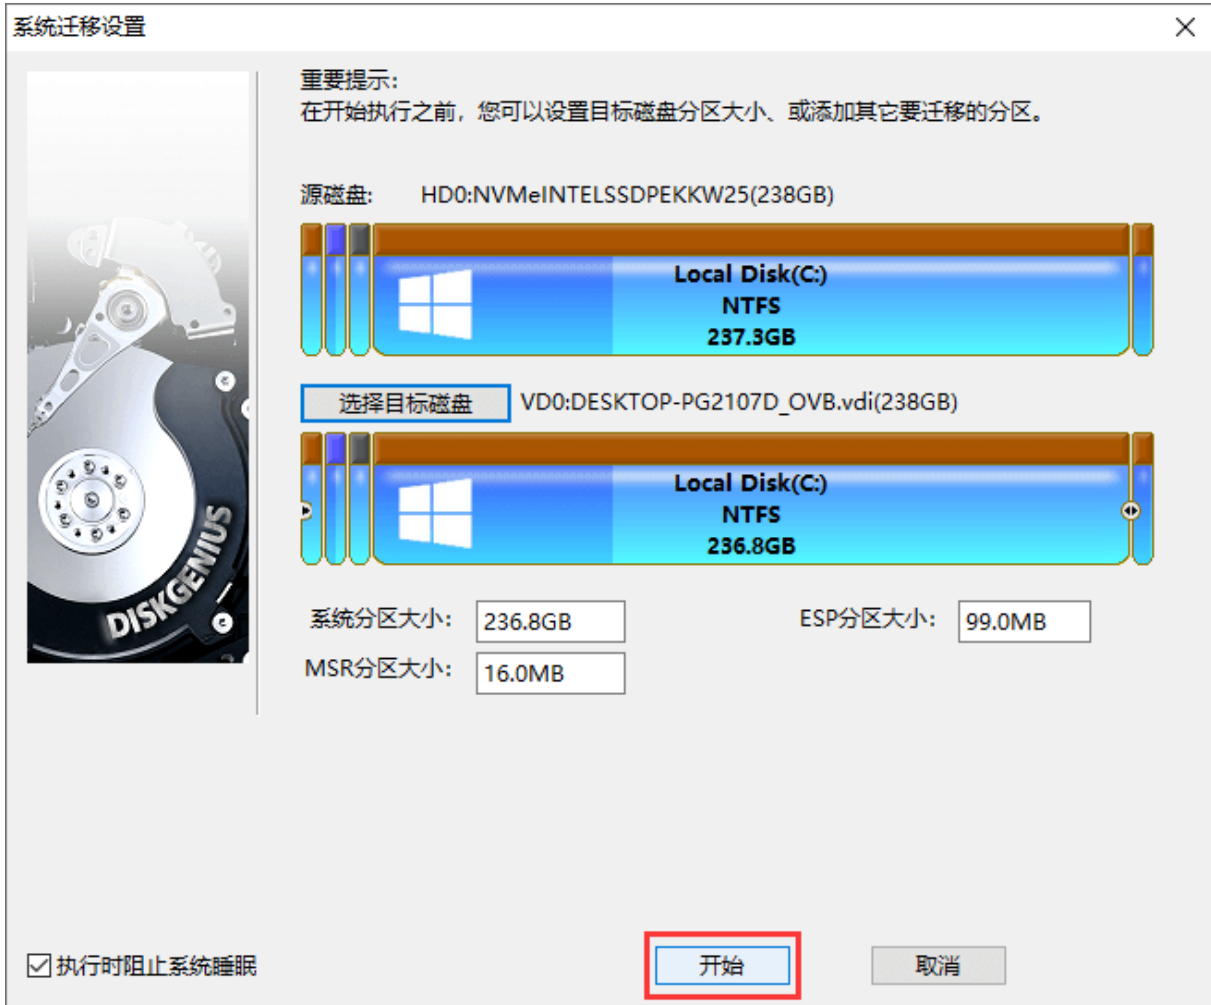 系统迁移设置
重要提示:
在开始执行之前，您可以设置目标磁盘分区大小、或添加其它要迁移的分区。
源磁盘: HD0:NVMeINTELSSDPEKKW25(238GB)
Local Disk(C:)
NTFS
237.3GB
选择目标磁盘 VD0:DESKTOP-PG2107D_OVB.vdi(238GB)
Local Disk(C:)
NTFS
236.8GB
系统分区大小: 236.8GB ESP分区大小: 99.0MB
MSR分区大小: 16.0MB
DISKGENIUS
执行时阻止系统睡眠 开始 取消